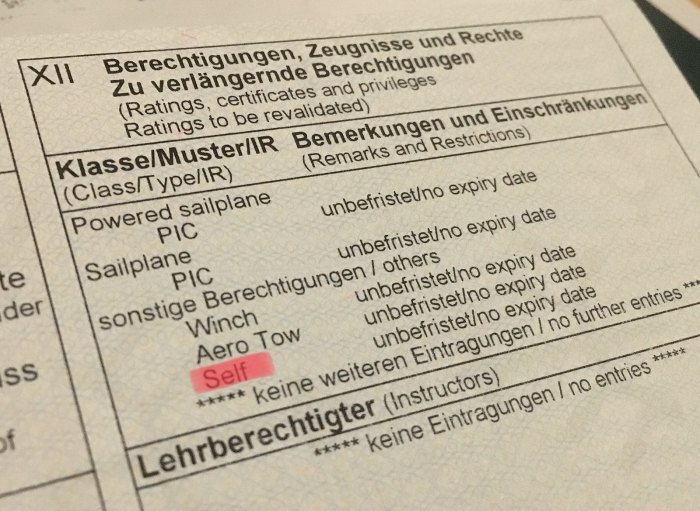 XII Berechtigungen, Zeugnisse und Rechte
Zu verlängernde Berechtigungen
(Ratings, certificates and privileges
Ratings to be revalidated)
Klasse/Muster/IR Bemerkungen und Einschränkungen
(Class/Type/IR) (Remarks and Restrictions)
Powered sailplane
PIC unbefristet/no expiry date
Sailplane
PIC unbefristet/no expiry date
sonstige Berechtigungen / others
Winch unbefristet/no expiry date
Aero Tow unbefristet/no expiry date
Self unbefristet/no expiry date
***** keine weiteren Eintragungen / no further entries ***
Lehrberechtigter (Instructors)
***** keine Eintragungen / no entries *****
te
der
ss
of